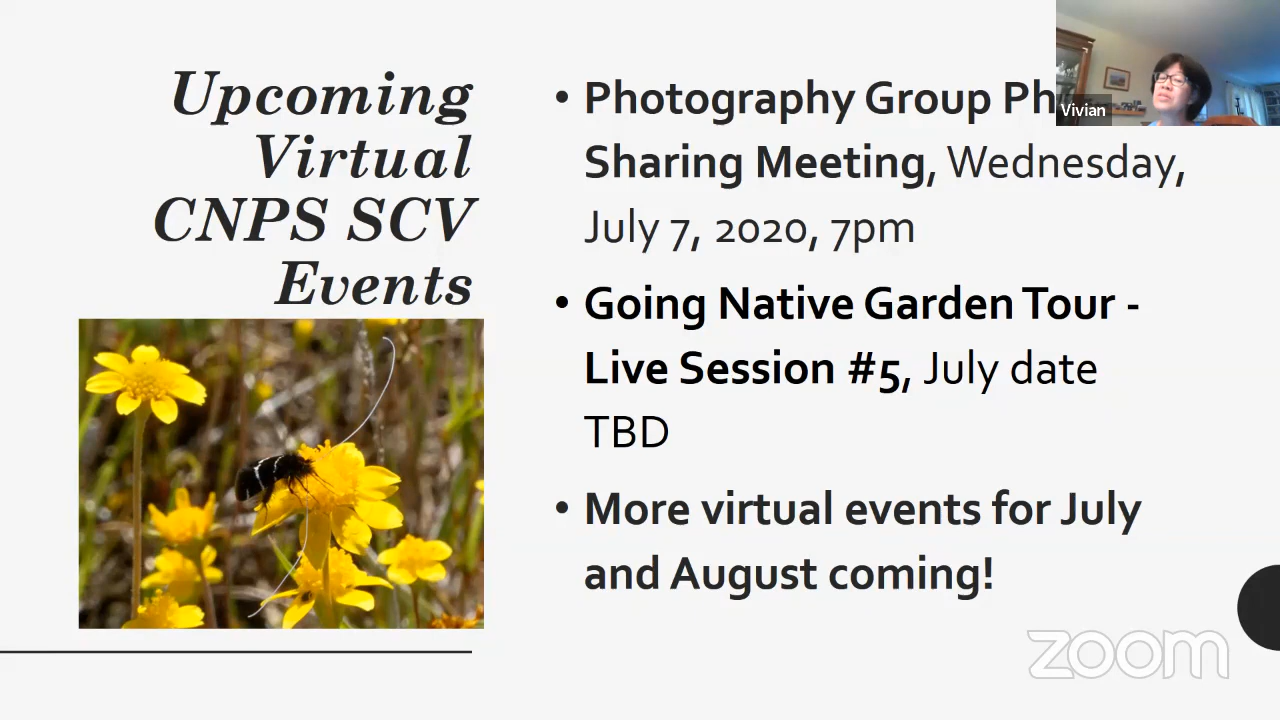 Upcoming
Virtual
CNPS SCV
Events
• Photography Group Ph
Sharing Meeting, Wednesday,
July 7, 2020, 7pm
• Going Native Garden Tour -
Live Session #5, July date
TBD
• More virtual events for July
and August coming!
Vivian
zoom